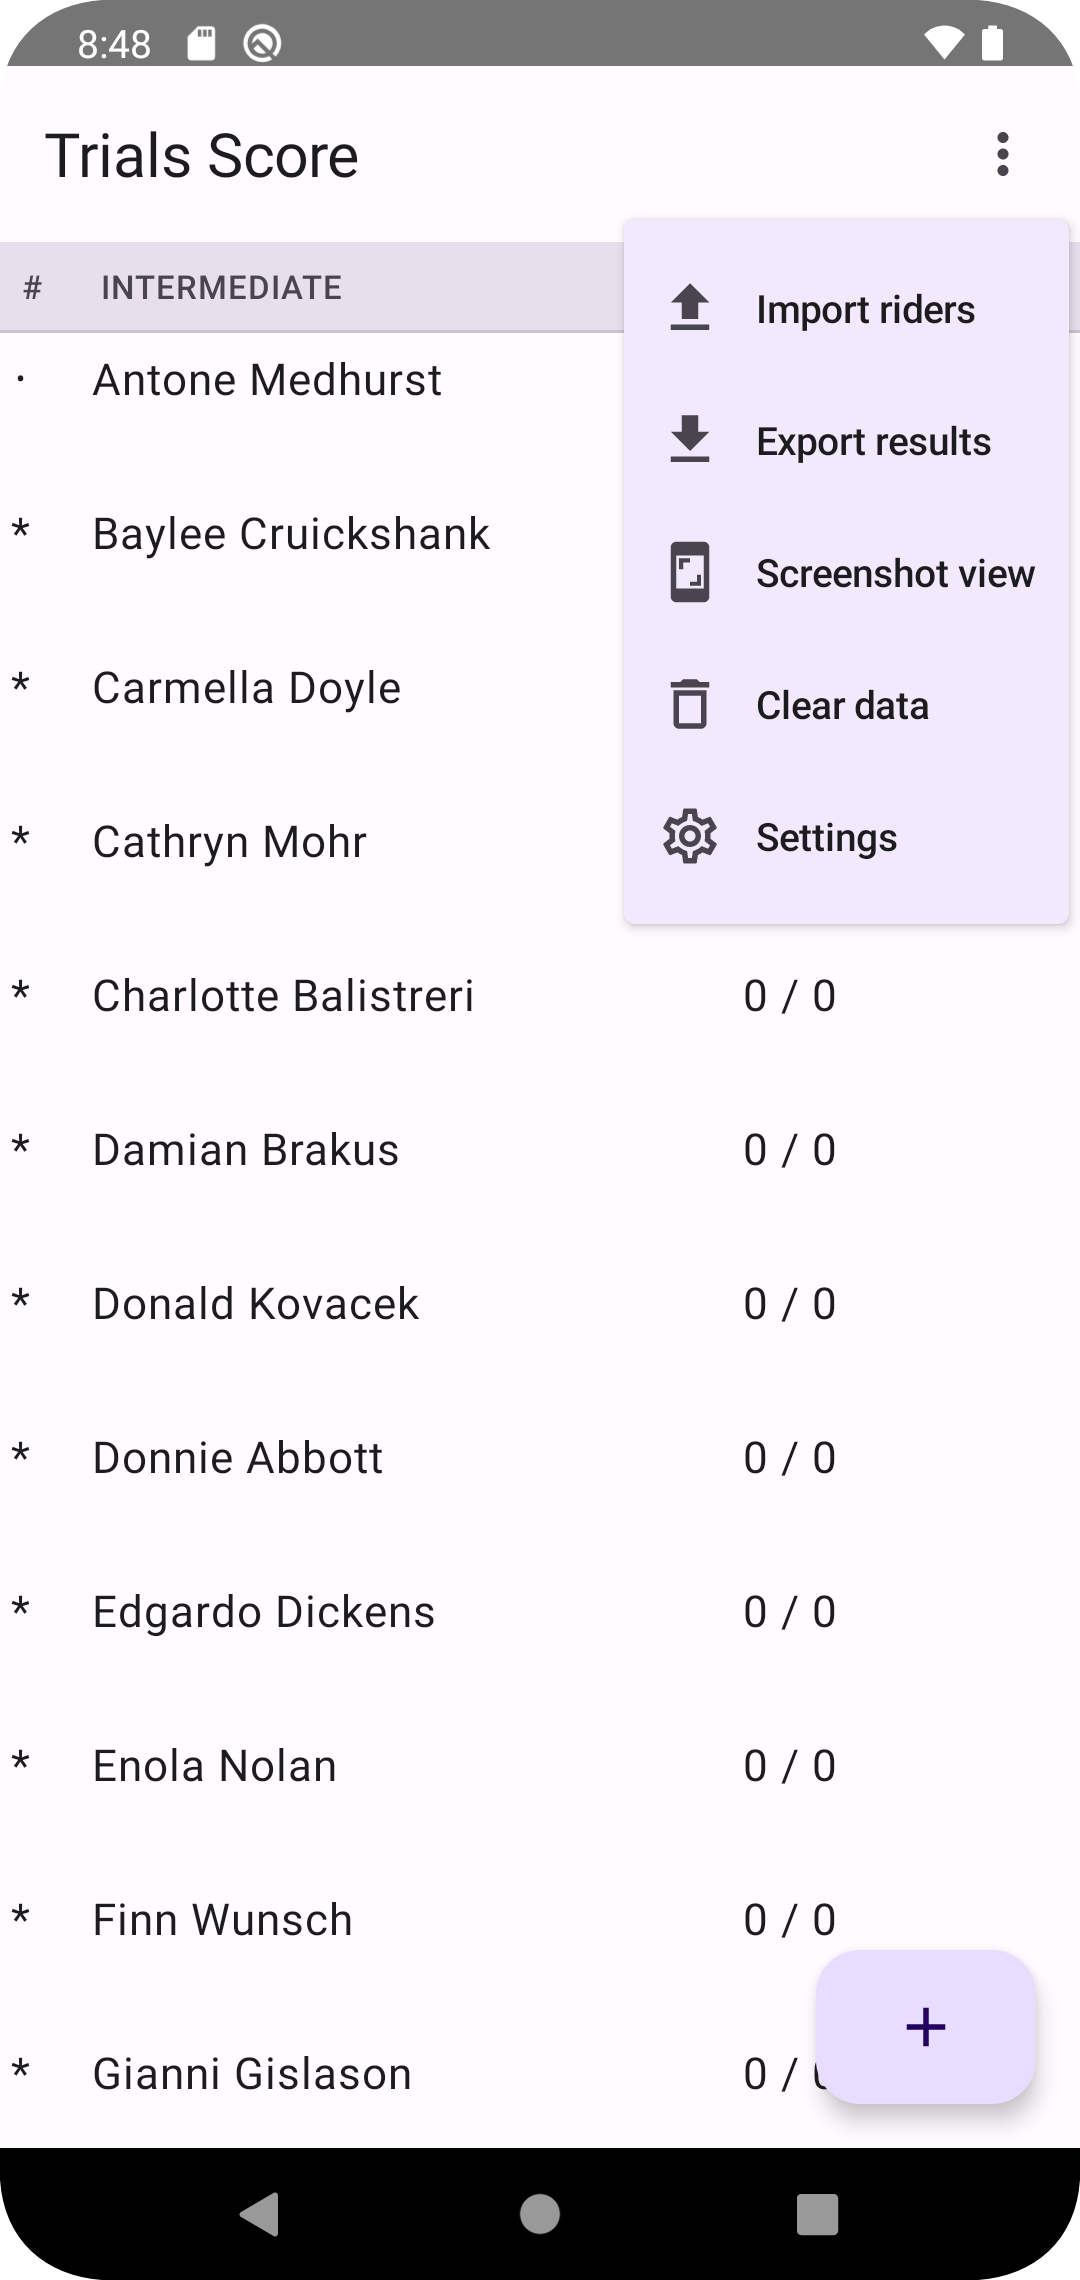 8:48
Trials Score
# INTERMEDIATE
Import riders
Export results
Screenshot view
Clear data
Settings
· Antone Medhurst
* Baylee Cruickshank
* Carmella Doyle
* Cathryn Mohr
* Charlotte Balistreri 0 / 0
* Damian Brakus 0 / 0
* Donald Kovacek 0 / 0
* Donnie Abbott 0 / 0
* Edgardo Dickens 0 / 0
* Enola Nolan 0 / 0
* Finn Wunsch 0 / 0
* Gianni Gislason 0 /
+